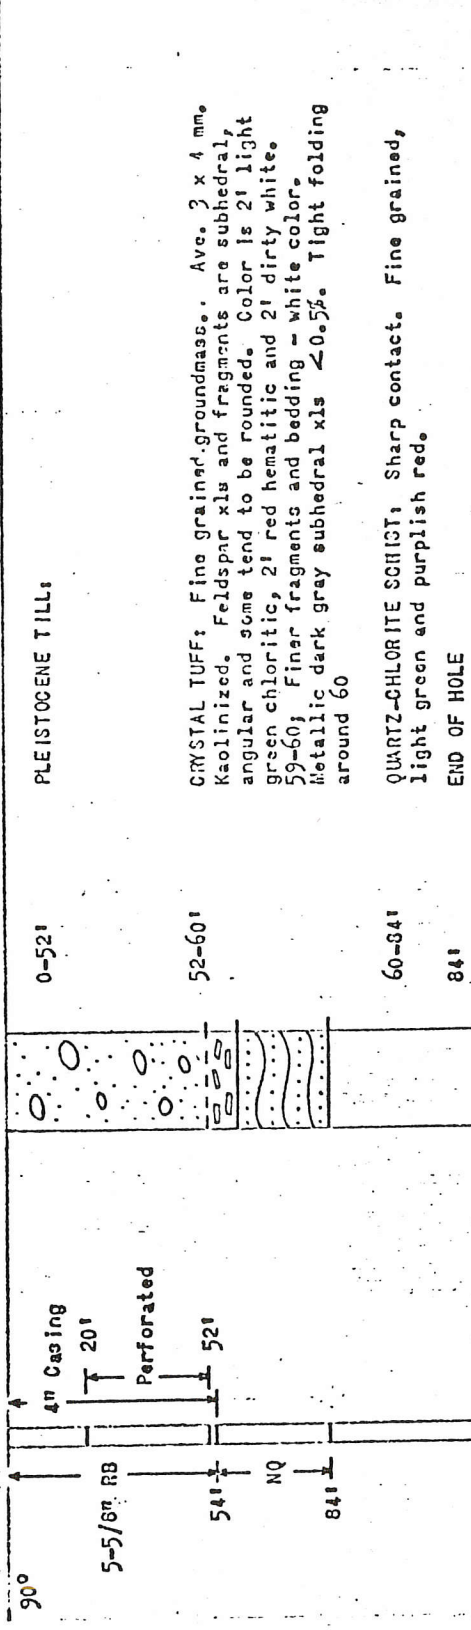 90°
5-5/8" RB
54'
NQ
84'
4" Casing
20'
Perforated
52'
0-52'
PLEISTOCENE TILL:
52-60'
CRYSTAL TUFF: Fine grained groundmass.. Ave. 3 x 4 mm.
Kaolinized. Feldspar xls and fragments are subhedral,
angular and some tend to be rounded. Color is 2' light
green chloritic, 2' red hematitic and 2' dirty white.
59-60; Finer fragments and bedding - white color.
Metallic dark gray subhedral xls <0.5%. Tight folding
around 60
60-84'
QUARTZ-CHLORITE SCHIST: Sharp contact. Fine grained,
light green and purplish red.
84'
END OF HOLE